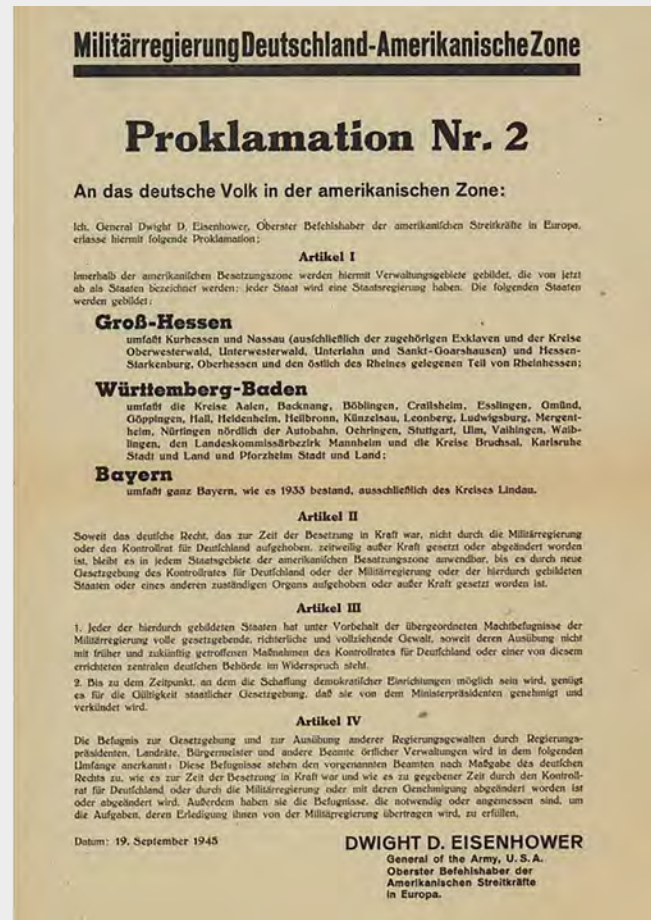 Militärregierung Deutschland-Amerikanische Zone
Proklamation Nr. 2
An das deutsche Volk in der amerikanischen Zone:
Ich, General Dwight D. Eisenhower, Oberster Befehlshaber der amerikanischen Streitkräfte in Europa,
erlasse hiermit folgende Proklamation:
Artikel I
Innerhalb der amerikanischen Besatzungszone werden hiermit Verwaltungsgebiete gebildet, die von jetzt
ab als Staaten bezeichnet werden; jeder Staat wird eine Staatsregierung haben. Die folgenden Staaten
werden gebildet:
Groß-Hessen
umfaßt Kurhessen und Nassau (ausschließlich der zugehörigen Exklaven und der Kreise
Oberwesterwald, Unterwesterwald, Unterlahn und Sankt-Goarshausen) und Hessen-
Starkenburg, Oberhessen und den östlich des Rheines gelegenen Teil von Rheinhessen;
Württemberg-Baden
umfaßt die Kreise Aalen, Backnang, Böblingen, Crailsheim, Esslingen, Gmünd,
Göppingen, Hall, Heidenheim, Heilbronn, Künzelsau, Leonberg, Ludwigsburg, Mergent-
heim, Nürtingen nördlich der Autobahn, Oehringen, Stuttgart, Ulm, Vaihingen, Waib-
lingen, den Landeskommissärbezirk Mannheim und die Kreise Bruchsal, Karlsruhe
Stadt und Land und Pforzheim Stadt und Land;
Bayern
umfaßt ganz Bayern, wie es 1933 bestand, ausschließlich des Kreises Lindau.
Artikel II
Soweit das deutsche Recht, das zur Zeit der Besetzung in Kraft war, nicht durch die Militärregierung
oder den Kontrollrat für Deutschland aufgehoben, zeitweilig außer Kraft gesetzt oder abgeändert worden
ist, bleibt es in jedem Staatsgebiete der amerikanischen Besatzungszone anwendbar, bis es durch neue
Gesetzgebung des Kontrollrates für Deutschland oder der Militärregierung oder der hierdurch gebildeten
Staaten oder eines anderen zuständigen Organs aufgehoben oder außer Kraft gesetzt worden ist.
Artikel III
1. Jeder der hierdurch gebildeten Staaten hat unter Vorbehalt der übergeordneten Machtbefugnisse der
Militärregierung volle gesetzgebende, richterliche und vollziehende Gewalt, soweit deren Ausübung nicht
mit früher und zukünftig getroffenen Maßnahmen des Kontrollrates für Deutschland oder einer von diesem
errichteten zentralen deutschen Behörde im Widerspruch steht.
2. Bis zu dem Zeitpunkt, an dem die Schaffung demokratischer Einrichtungen möglich sein wird, genügt
es für die Gültigkeit staatlicher Gesetzgebung, daß sie von dem Ministerpräsidenten genehmigt und
verkündet wird.
Artikel IV
Die Befugnis zur Gesetzgebung und zur Ausübung anderer Regierungsgewalten durch Regierungs-
präsidenten, Landräte, Bürgermeister und andere Beamte örtlicher Verwaltungen wird in dem folgenden
Umfange anerkannt: Diese Befugnisse stehen den vorgenannten Beamten nach Maßgabe des deutschen
Rechts zu, wie es zur Zeit der Besetzung in Kraft war und wie es zu gegebener Zeit durch den Kontroll-
rat für Deutschland oder durch die Militärregierung oder mit deren Genehmigung abgeändert worden ist
oder abgeändert wird. Außerdem haben sie die Befugnisse, die notwendig oder angemessen sind, um
die Aufgaben, deren Erledigung ihnen von der Militärregierung übertragen wird, zu erfüllen.
Datum: 19. September 1945
DWIGHT D. EISENHOWER
General of the Army, U.S.A.
Oberster Befehlshaber der
Amerikanischen Streitkräfte
in Europa.